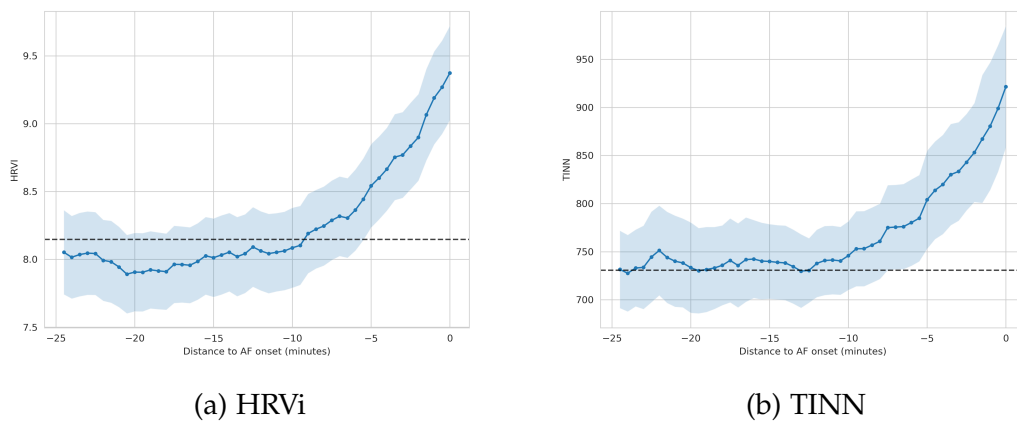 9.5
9.0
8.5
8.0
7.5
HRVi
−25 −20 −15 −10 −5 0
Distance to AF onset (minutes)
(a) HRVi
950
900
850
800
750
700
TINN
−25 −20 −15 −10 −5 0
Distance to AF onset (minutes)
(b) TINN